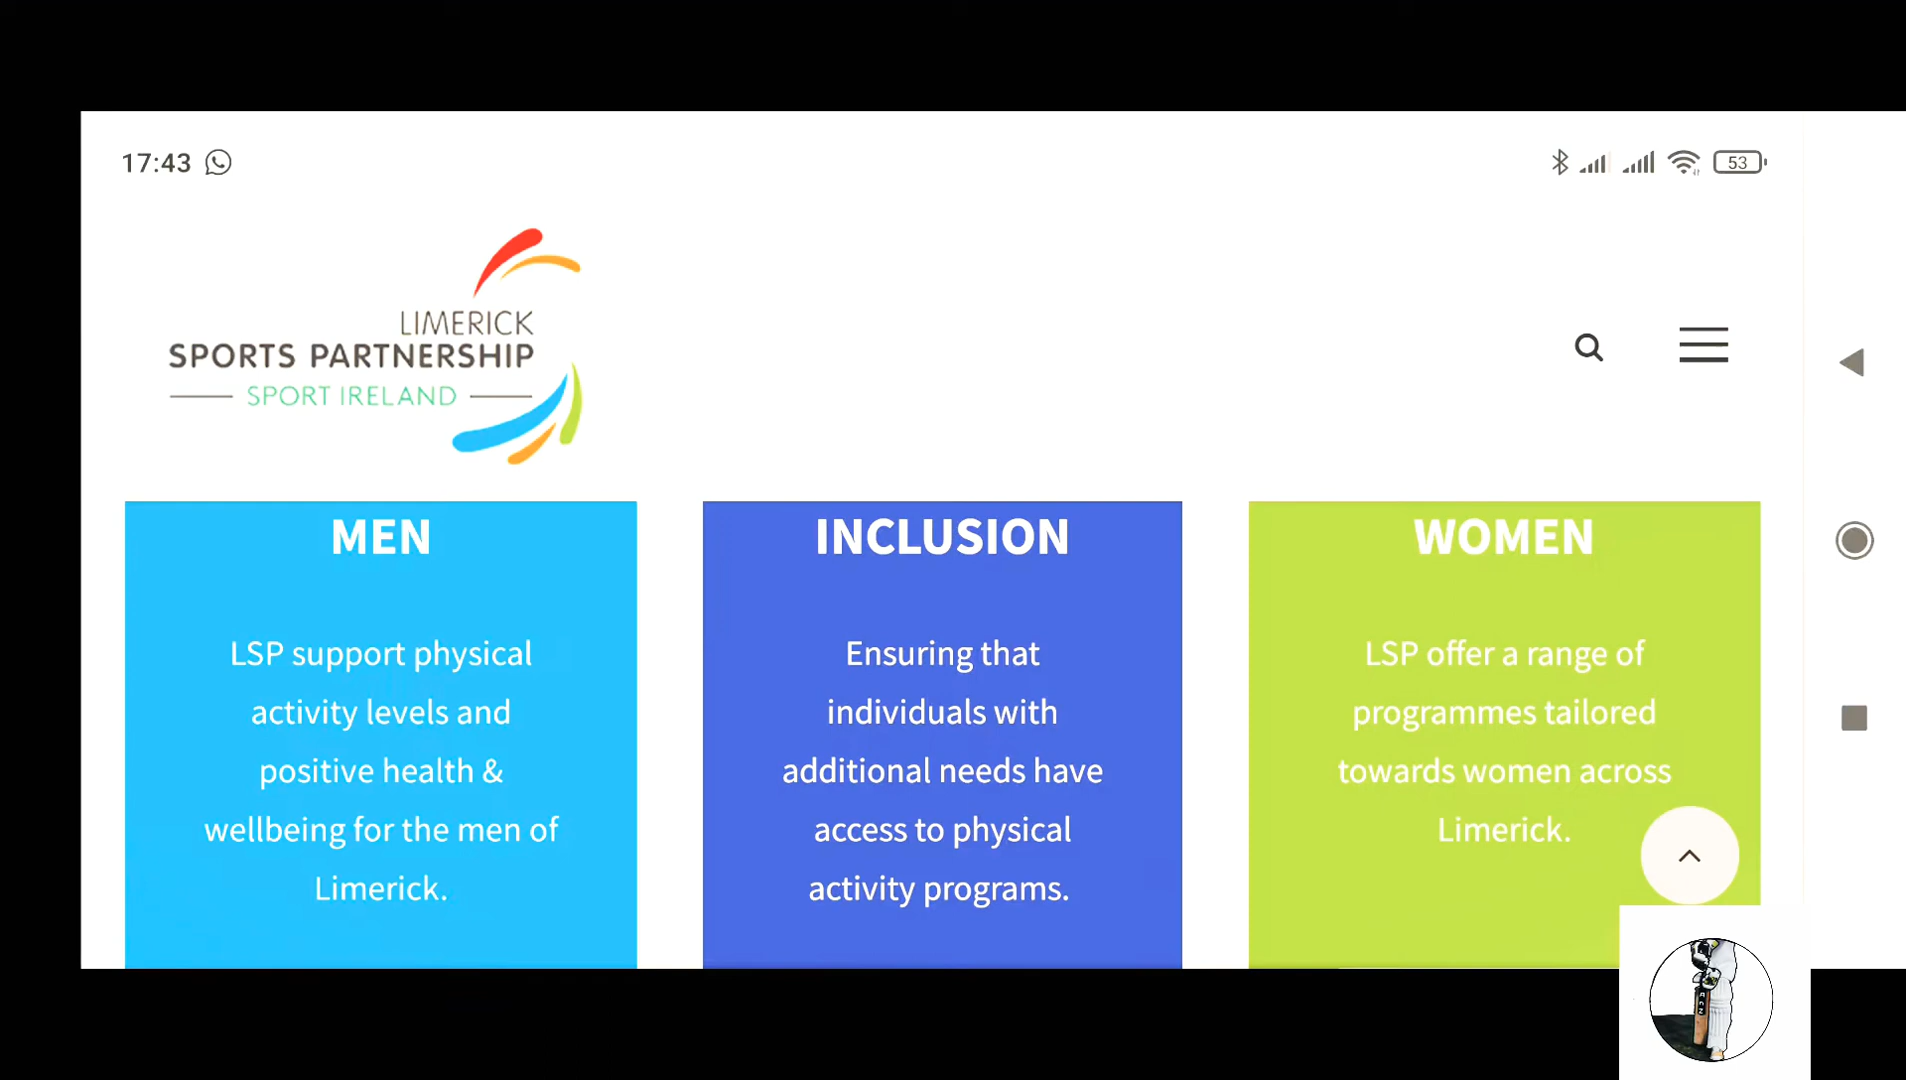 17:43
53
LIMERICK
SPORTS PARTNERSHIP
SPORT IRELAND
MEN
LSP support physical
activity levels and
positive health &
wellbeing for the men of
Limerick.
INCLUSION
Ensuring that
individuals with
additional needs have
access to physical
activity programs.
WOMEN
LSP offer a range of
programmes tailored
towards women across
Limerick.